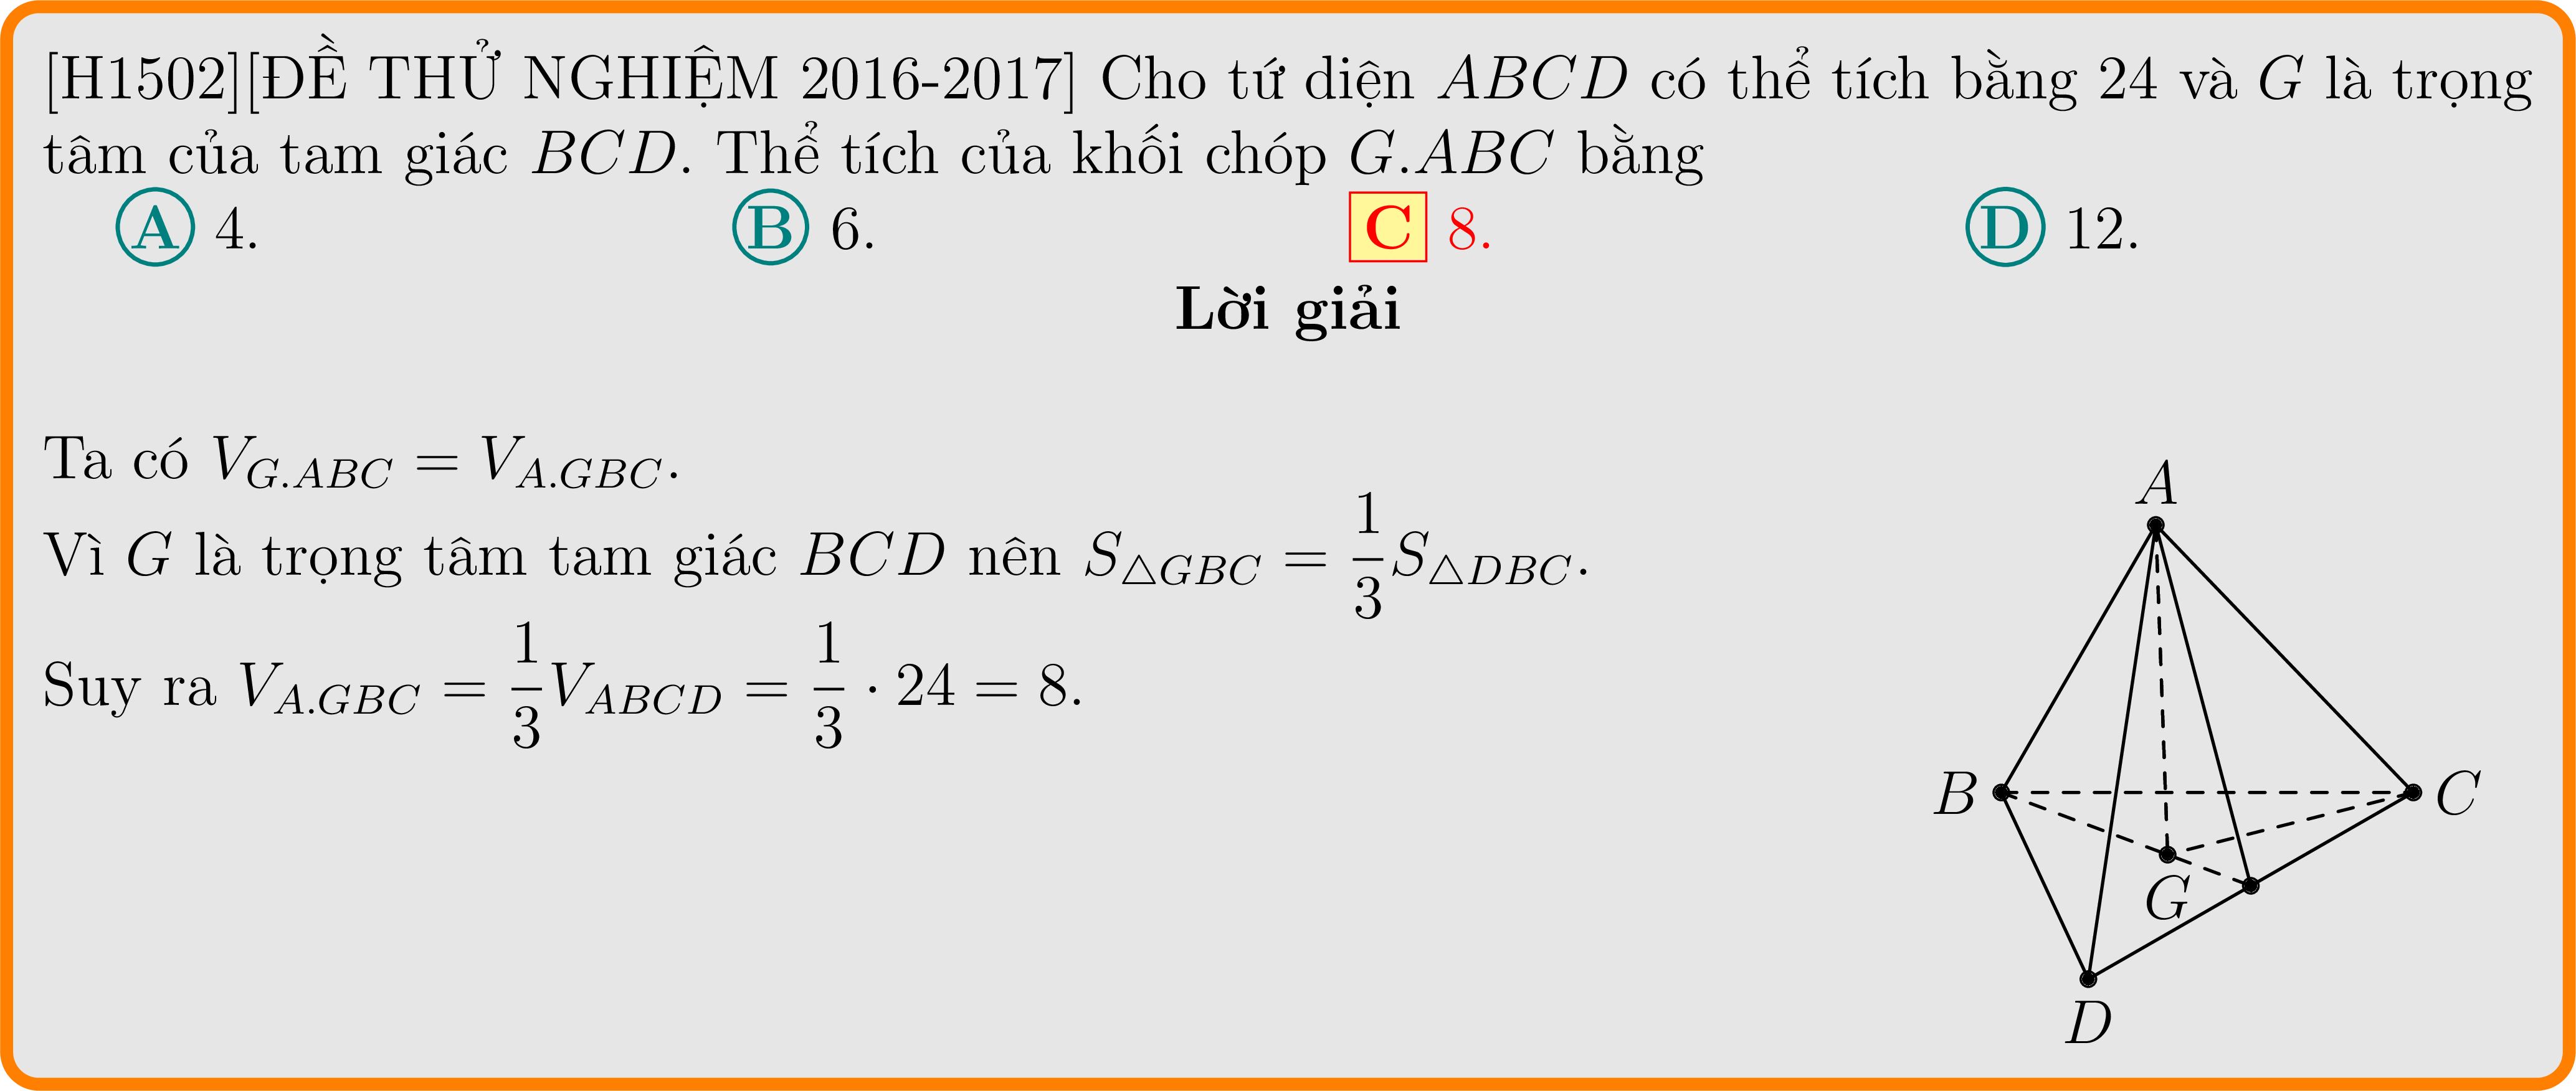 [H1502][ĐỀ THỬ NGHIỆM 2016-2017] Cho tứ diện ABCD có thể tích bằng 24 và G là trọng
tâm của tam giác BCD. Thể tích của khối chóp G.ABC bằng
A 4. B 6. C 8. D 12.
Lời giải
Ta có V_{G.ABC} = V_{A.GBC}.
Vì G là trọng tâm tam giác BCD nên S_{△GBC} = \frac{1}{3}S_{△DBC}.
Suy ra V_{A.GBC} = \frac{1}{3}V_{ABCD} = \frac{1}{3} · 24 = 8.
A
B
C
G
D